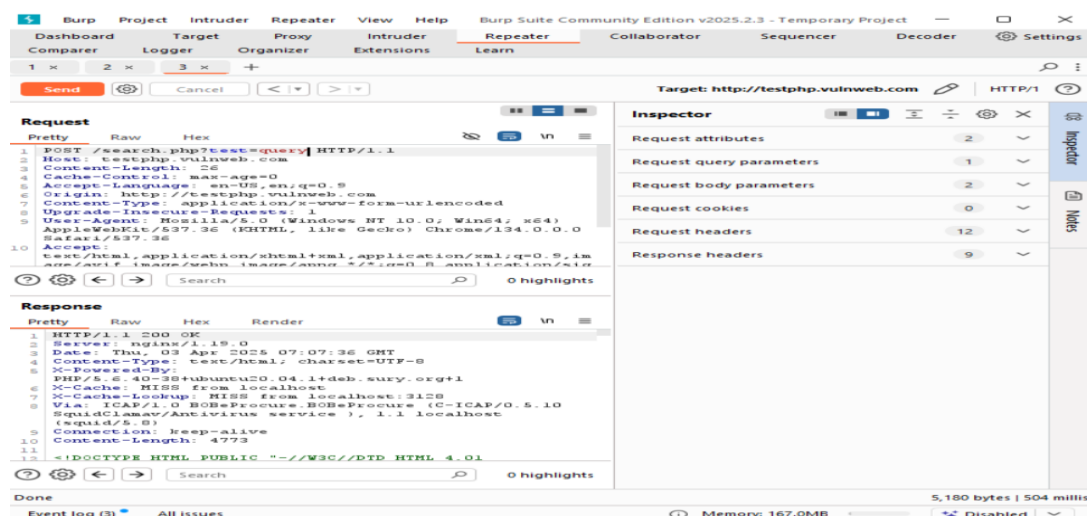 Burp Project Intruder Repeater View Help Burp Suite Community Edition v2025.2.3 - Temporary Project
Dashboard Target Proxy Intruder Repeater Collaborator Sequencer Decoder Settings
Comparer Logger Organizer Extensions Learn
1 × 2 × 3 × +
Send Cancel < > Target: http://testphp.vulnweb.com HTTP/1
Request
Pretty Raw Hex \n
1 POST /search.php?test=query HTTP/1.1
2 Host: testphp.vulnweb.com
3 Content-Length: 26
4 Cache-Control: max-age=0
5 Accept-Language: en-US,en;q=0.9
6 Origin: http://testphp.vulnweb.com
7 Content-Type: application/x-www-form-urlencoded
8 Upgrade-Insecure-Requests: 1
9 User-Agent: Mozilla/5.0 (Windows NT 10.0; Win64; x64)
AppleWebKit/537.36 (KHTML, like Gecko) Chrome/134.0.0.0
Safari/537.36
10 Accept:
text/html,application/xhtml+xml,application/xml;q=0.9,im
age/avif,image/webp,image/apng,*/*;q=0.8,application/sig
Search 0 highlights
Response
Pretty Raw Hex Render \n
1 HTTP/1.1 200 OK
2 Server: nginx/1.19.0
3 Date: Thu, 03 Apr 2025 07:07:36 GMT
4 Content-Type: text/html; charset=UTF-8
5 X-Powered-By:
PHP/5.6.40-38+ubuntu20.04.1+deb.sury.org+1
6 X-Cache: MISS from localhost
7 X-Cache-Lookup: MISS from localhost:3128
8 Via: ICAP/1.0 BOBeProcure.BOBeProcure (C-ICAP/0.5.10
SquidClamav/Antivirus service ), 1.1 localhost
(squid/5.8)
9 Connection: keep-alive
10 Content-Length: 4773
11
12 <!DOCTYPE HTML PUBLIC "-//W3C//DTD HTML 4.01
Search 0 highlights
Inspector
Request attributes 2
Request query parameters 1
Request body parameters 2
Request cookies 0
Request headers 12
Response headers 9
Inspector
Notes
Done 5,180 bytes | 504 millis
Event log (3) All issues Memory: 167.0MB Disabled